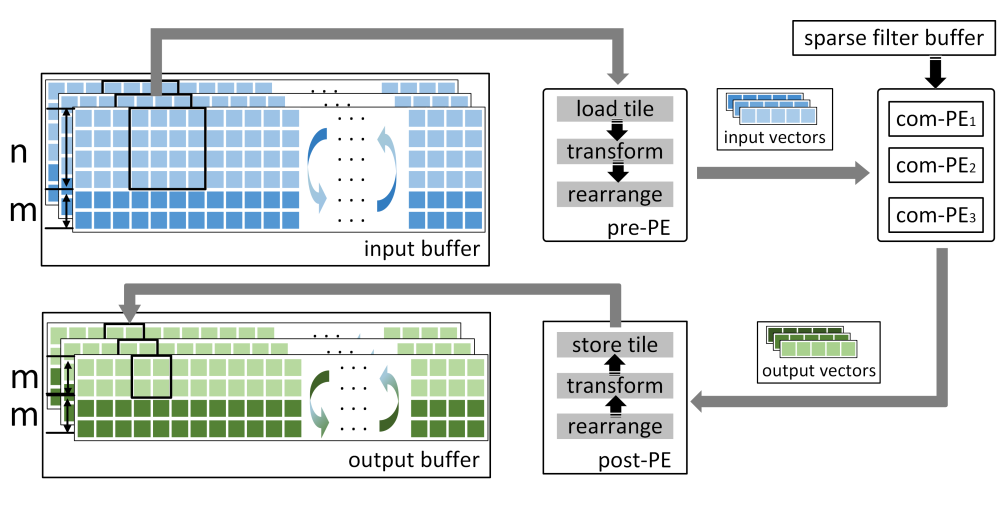 sparse filter buffer
n
m
input buffer
load tile
transform
rearrange
pre-PE
input vectors
com-PE1
com-PE2
com-PE3
m
m
output buffer
store tile
transform
rearrange
post-PE
output vectors